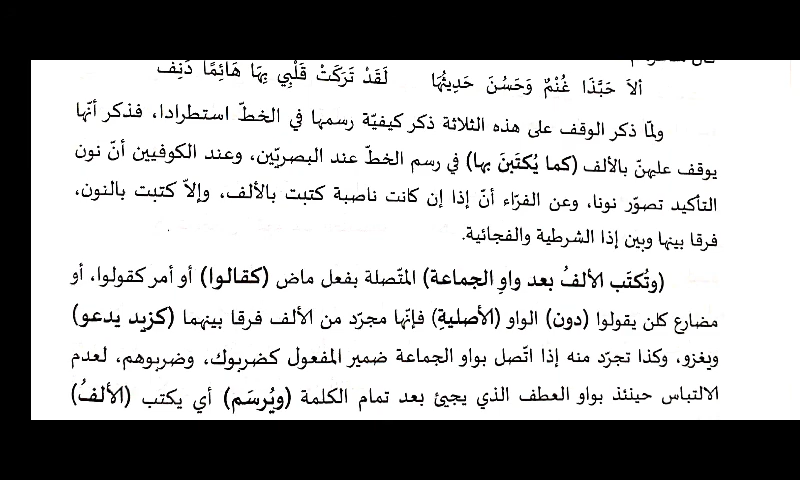 ألاَ حَبَّذَا غُنْمٌ وَحَسُنَ حَدِيثُهَا لَقَدْ تَرَكَتْ قَلْبِي بِهَا هَائِمًا دَنِف
ولمّا ذكر الوقف على هذه الثلاثة ذكر كيفيّة رسمها في الخطّ استطرادا، فذكر أنّها
يوقف عليهنّ بالألف (كما يُكتَبنَ بها) في رسم الخطّ عند البصريّين، وعند الكوفيين أنّ نون
التأكيد تصوّر نونا، وعن الفرّاء أنّ إذا إن كانت ناصبة كتبت بالألف، وإلاّ كتبت بالنون،
فرقا بينها وبين إذا الشرطية والفجائية.
(وتُكتَب الألفُ بعد واوِ الجماعة) المتّصلة بفعل ماض (كقالوا) أو أمر كقولوا، أو
مضارع كلن يقولوا (دون) الواو (الأصلية) فإنّها مجرّد من الألف فرقا بينهما (كزيد يدعو)
ويغزو، وكذا تجرّد منه إذا اتّصل بواو الجماعة ضمير المفعول كضربوك، وضربوهم، لعدم
الالتباس حينئذ بواو العطف الذي يجيئ بعد تمام الكلمة (ويُرسَم) أي يكتب (الألفُ)